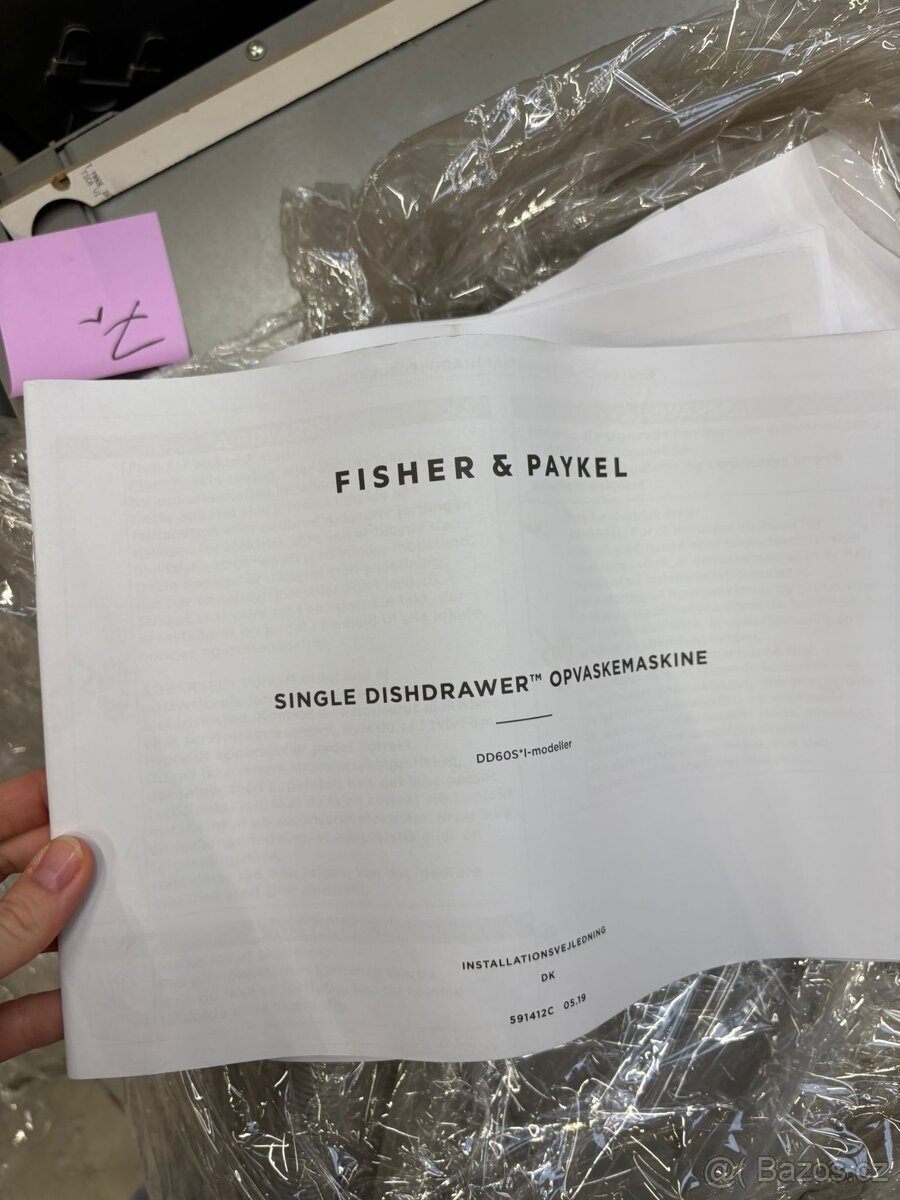 FISHER & PAYKEL
SINGLE DISHDRAWER™ OPVASKEMASKINE
DD60S*I-modeller
INSTALLATIONSVEJLEDNING
DK
591412C 05.19
Bazos.cz